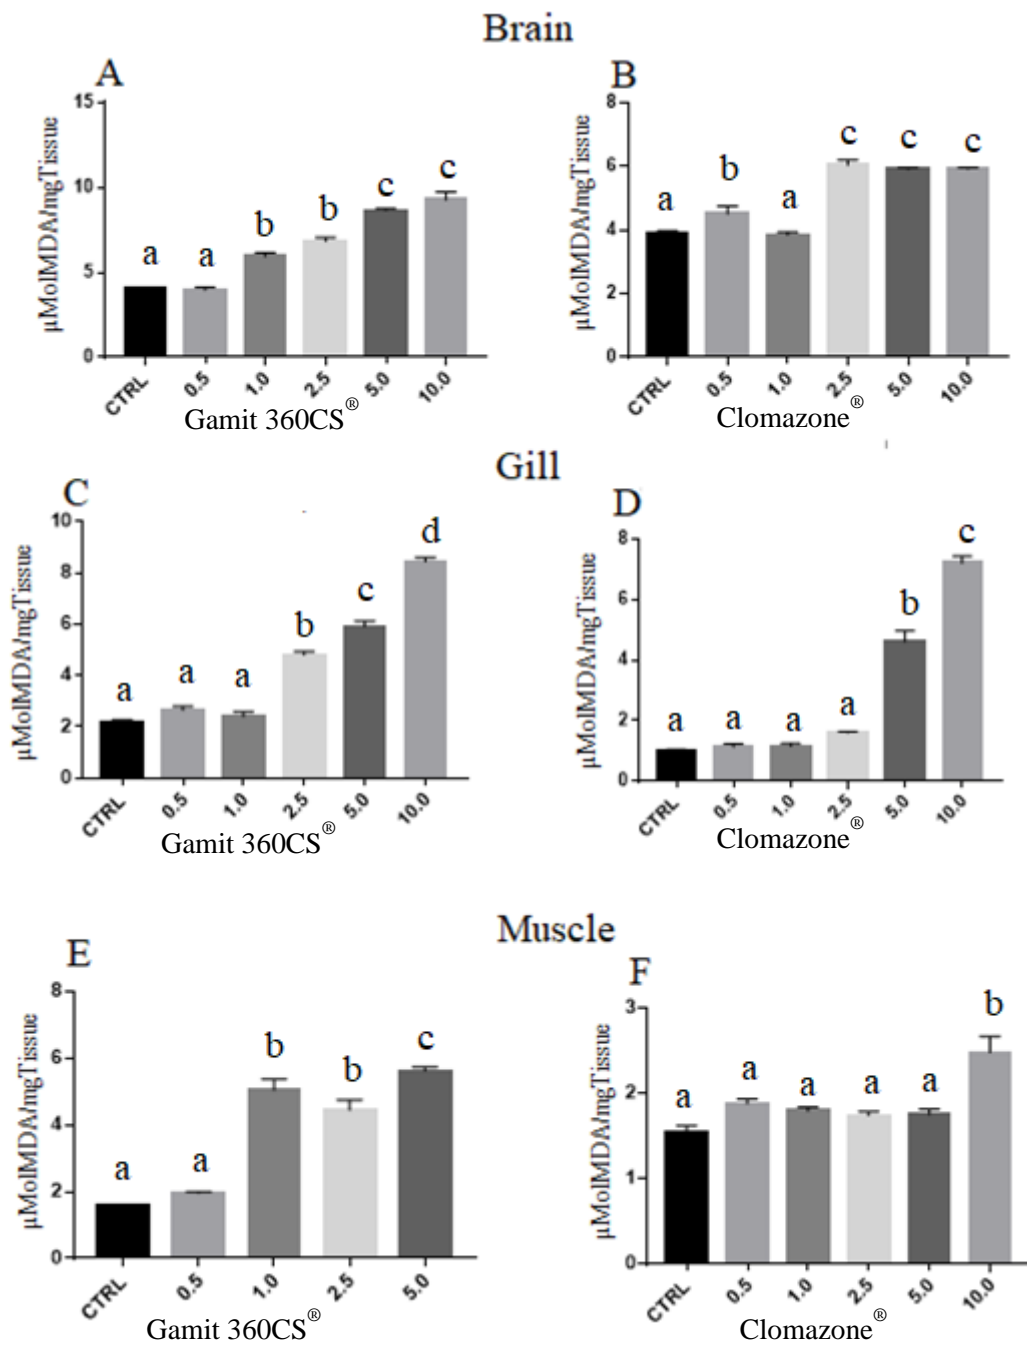 Brain
A
µMolMDA/mgTissue
15
10
5
0
a
a
b
b
c
c
CTRL
0.5
1.0
2.5
5.0
10.0
Gamit 360CS®
B
µMolMDA/mgTissue
8
6
4
2
0
a
b
a
c
c
c
CTRL
0.5
1.0
2.5
5.0
10.0
Clomazone®
Gill
C
µMolMDA/mgTissue
10
8
6
4
2
0
a
a
a
b
c
d
CTRL
0.5
1.0
2.5
5.0
10.0
Gamit 360CS®
D
µMolMDA/mgTissue
8
6
4
2
0
a
a
a
a
b
c
CTRL
0.5
1.0
2.5
5.0
10.0
Clomazone®
Muscle
E
µMolMDA/mgTissue
8
6
4
2
0
a
a
b
b
c
CTRL
0.5
1.0
2.5
5.0
Gamit 360CS®
F
µMolMDA/mgTissue
3
2
1
0
a
a
a
a
a
b
CTRL
0.5
1.0
2.5
5.0
10.0
Clomazone®